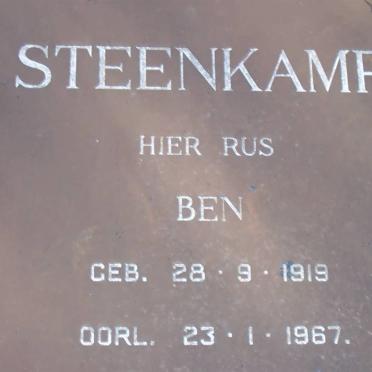 STEENKAMP
HIER RUS
BEN
GEB. 28 · 9 · 1919
OORL. 23 · 1 · 1967.